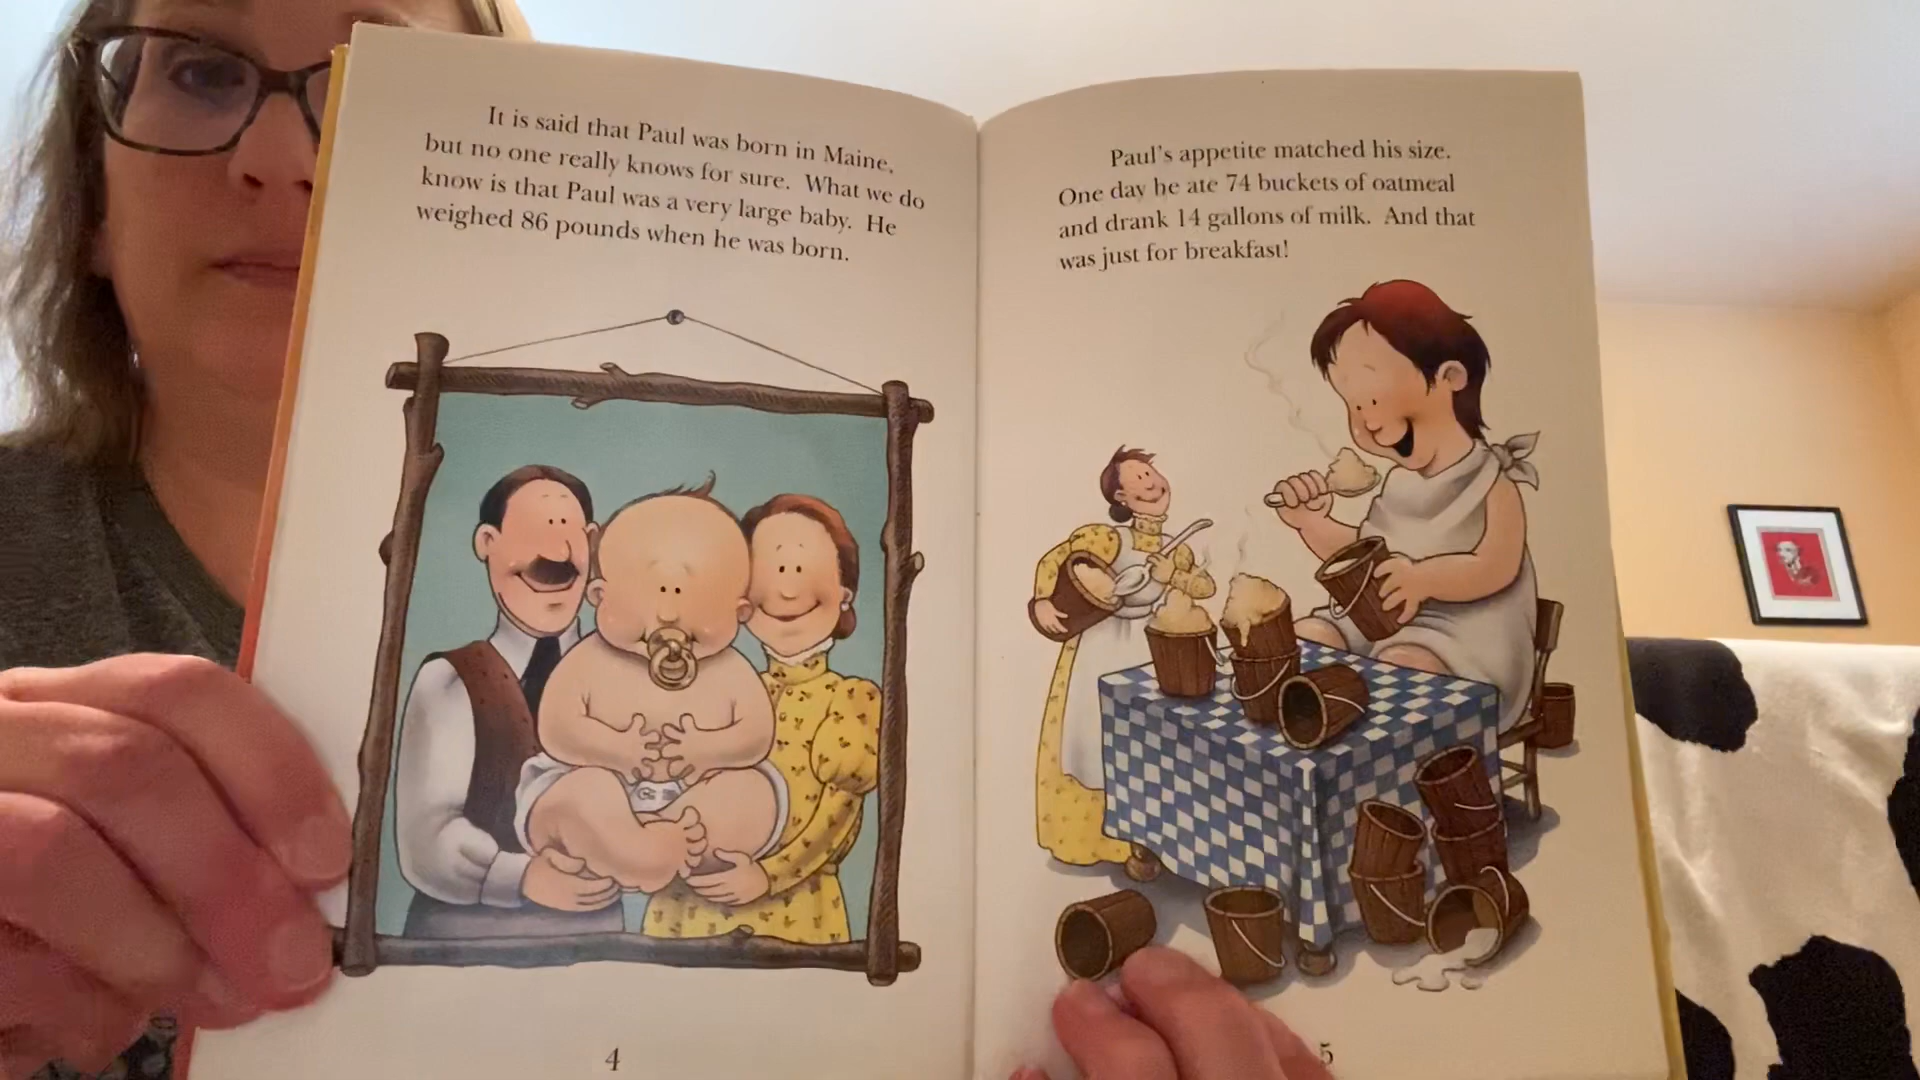 It is said that Paul was born in Maine,
but no one really knows for sure. What we do
know is that Paul was a very large baby. He
weighed 86 pounds when he was born.
4
Paul's appetite matched his size.
One day he ate 74 buckets of oatmeal
and drank 14 gallons of milk. And that
was just for breakfast!
5